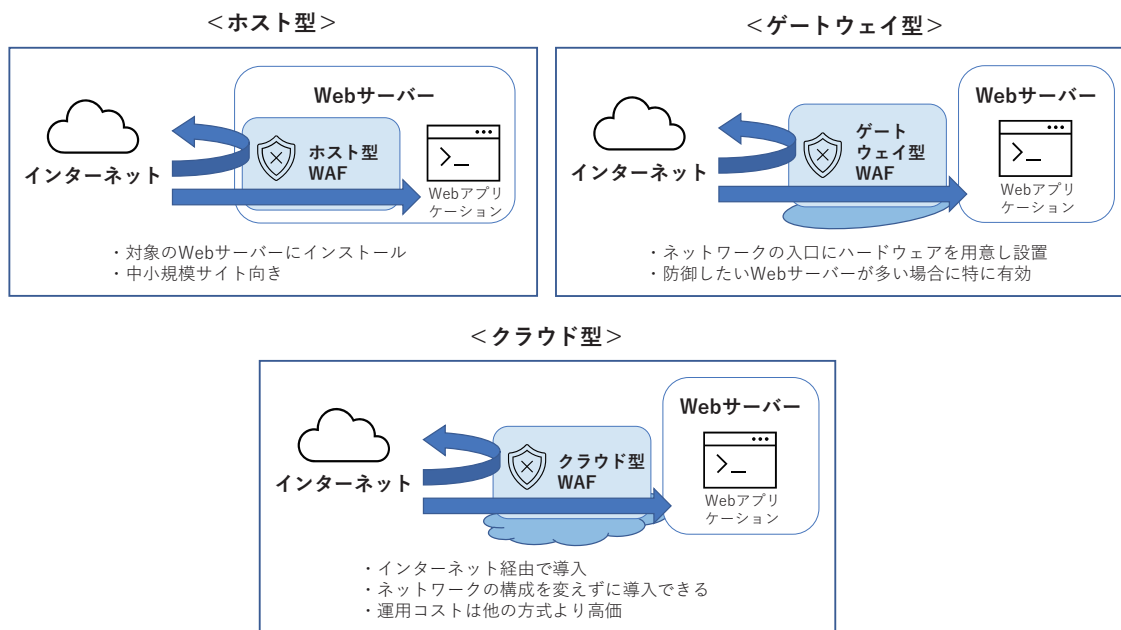 ＜ホスト型＞
Webサーバー
インターネット
ホスト型
WAF
Webアプリ
ケーション
・対象のWebサーバーにインストール
・中小規模サイト向き
＜ゲートウェイ型＞
Webサーバー
インターネット
ゲート
ウェイ型
WAF
Webアプリ
ケーション
・ネットワークの入口にハードウェアを用意し設置
・防御したいWebサーバーが多い場合に特に有効
＜クラウド型＞
Webサーバー
インターネット
クラウド型
WAF
Webアプリ
ケーション
・インターネット経由で導入
・ネットワークの構成を変えずに導入できる
・運用コストは他の方式より高価